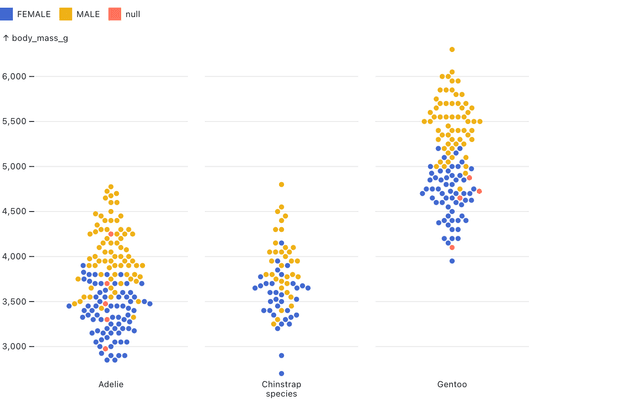 FEMALE MALE null
↑ body_mass_g
6,000
5,500
5,000
4,500
4,000
3,500
3,000
Adelie Chinstrap Gentoo
species